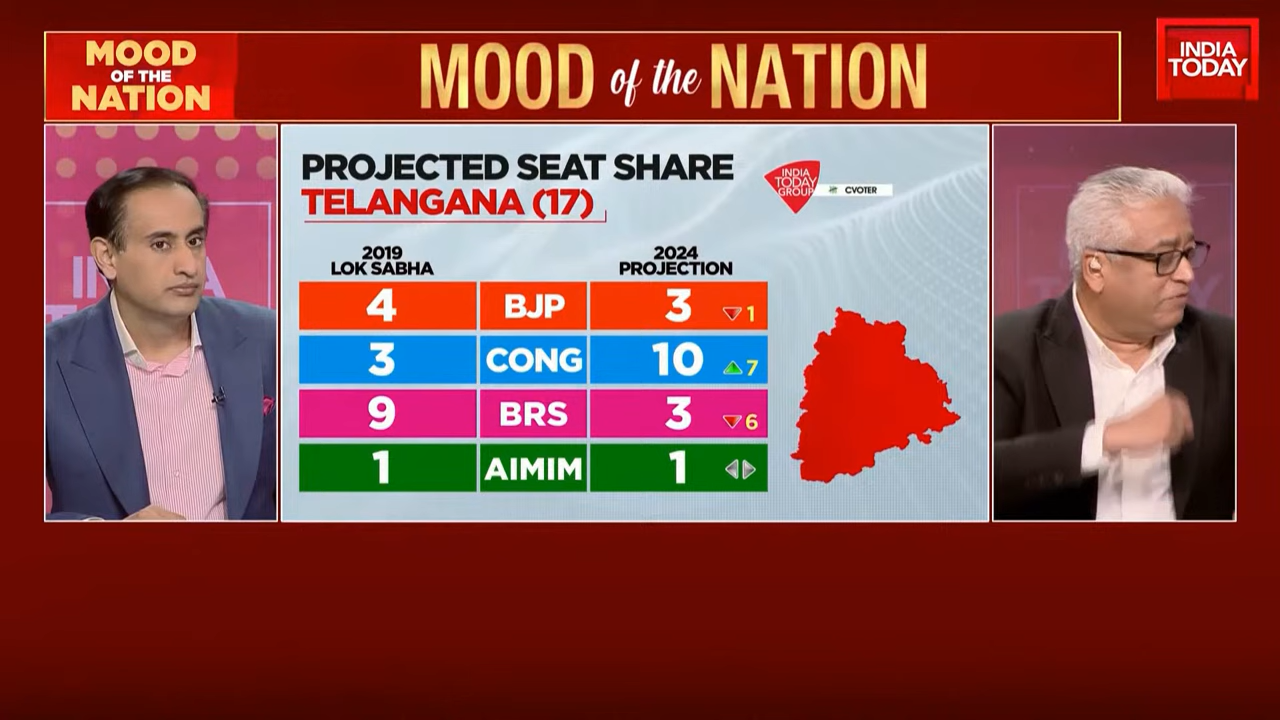 MOOD
OF THE
NATION
MOOD of the NATION
INDIA
TODAY
PROJECTED SEAT SHARE
TELANGANA (17)
INDIA
TODAY
GROUP
CVOTER
2019
LOK SABHA
2024
PROJECTION
4 BJP 3 1
3 CONG 10 7
9 BRS 3 6
1 AIMIM 1